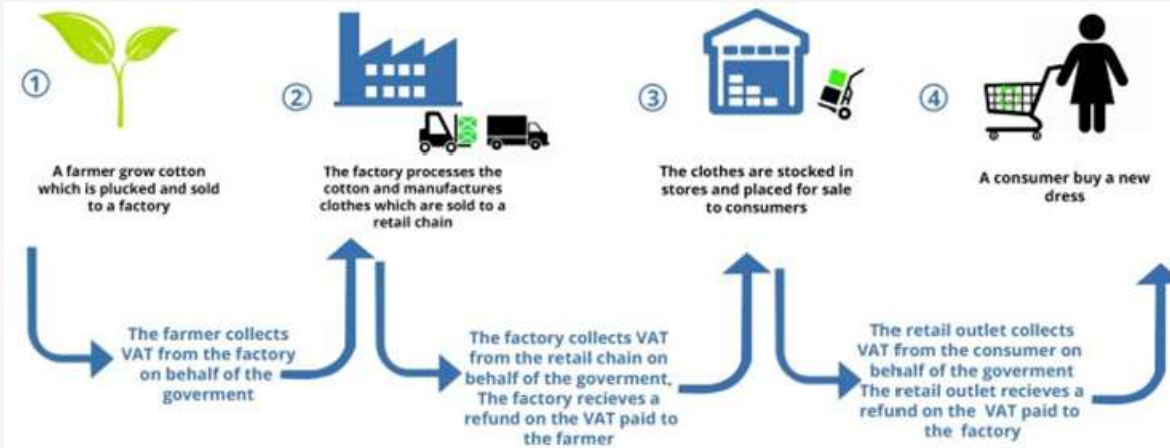 ①
A farmer grow cotton
which is plucked and sold
to a factory
②
The factory processes the
cotton and manufactures
clothes which are sold to a
retail chain
③
The clothes are stocked in
stores and placed for sale
to consumers
④
A consumer buy a new
dress
The farmer collects
VAT from the factory
on behalf of the
goverment
The factory collects VAT
from the retail chain on
behalf of the goverment,
The factory recieves a
refund on the VAT paid to
the farmer
The retail outlet collects
VAT from the consumer on
behalf of the goverment
The retail outlet recieves a
refund on the VAT paid to
the factory